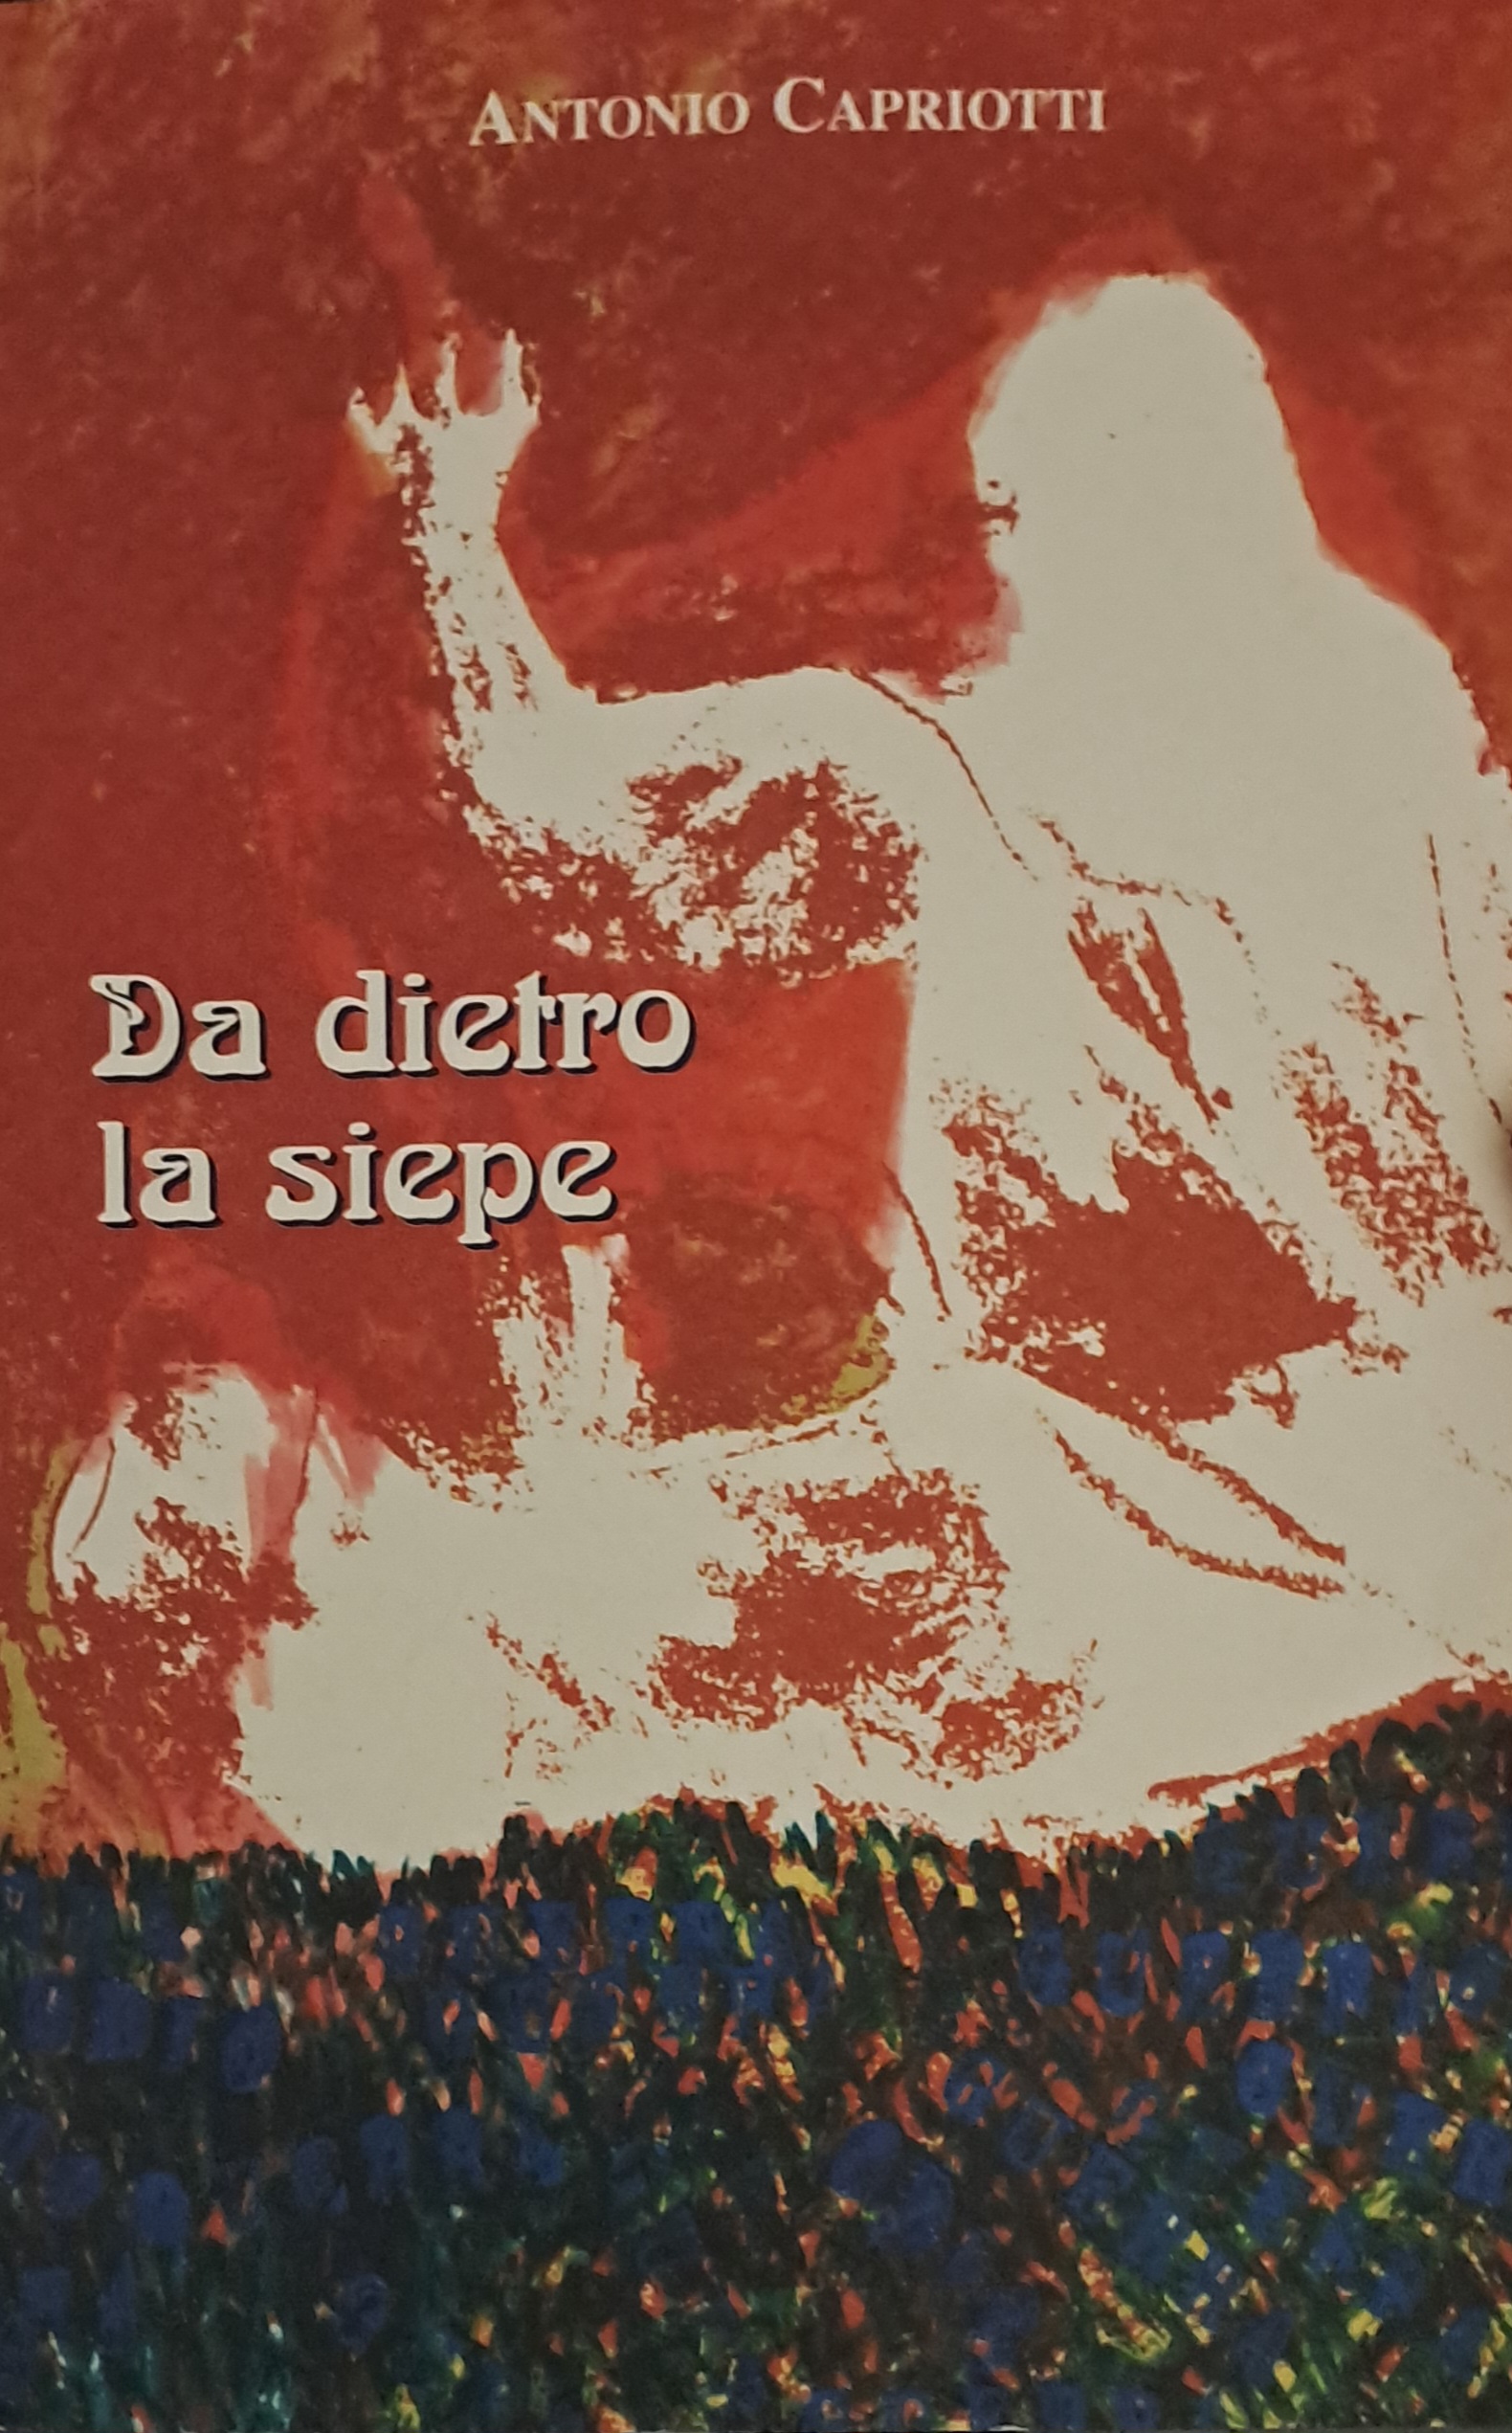 ANTONIO CAPRIOTTI
Da dietro
la siepe